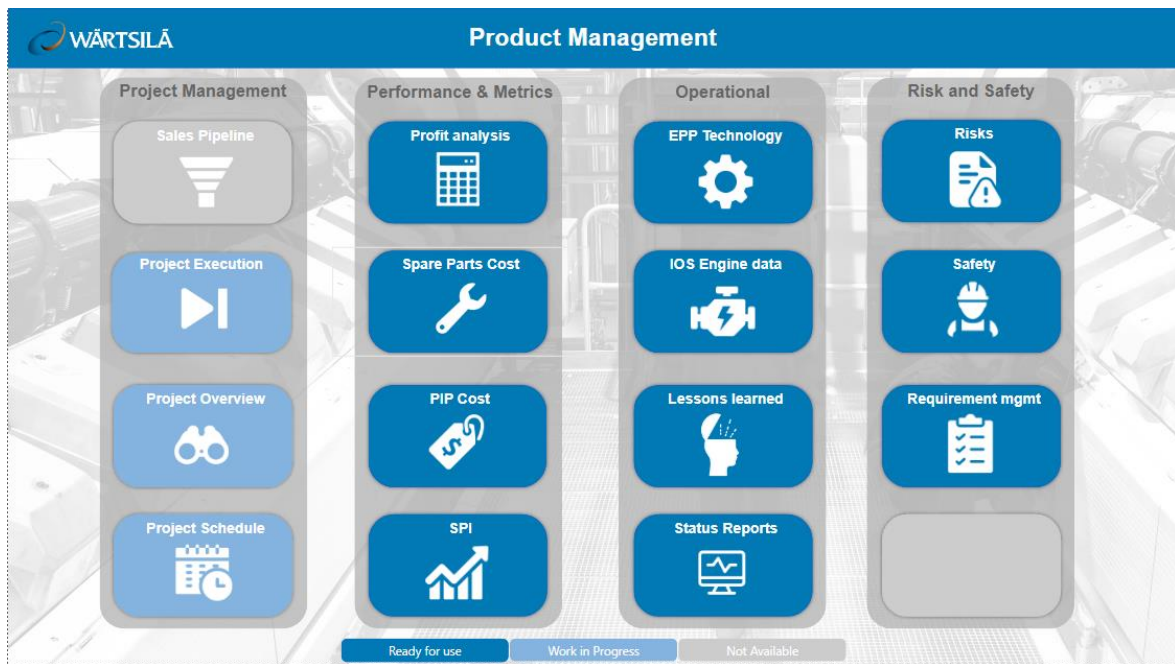 WÄRTSILÄ
Product Management
Project Management
Sales Pipeline
Project Execution
Project Overview
Project Schedule
Performance & Metrics
Profit analysis
Spare Parts Cost
PIP Cost
$
SPI
Operational
EPP Technology
IOS Engine data
Lessons learned
Status Reports
Risk and Safety
Risks
Safety
Requirement mgmt
Ready for use
Work in Progress
Not Available